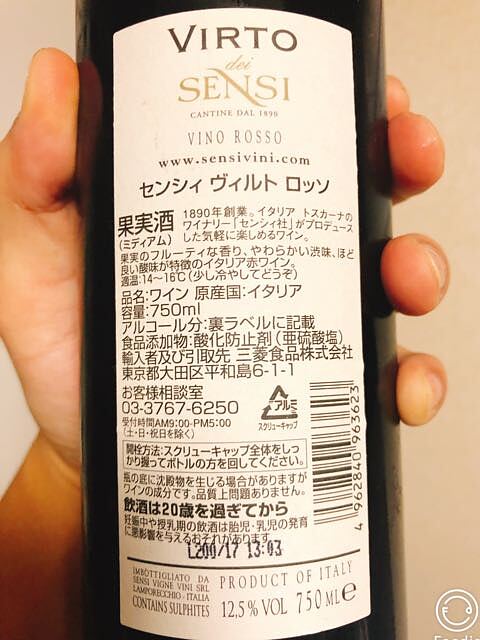 VIRTO
dei
SENSI
CANTINE DAL 1890
VINO ROSSO
www.sensivini.com
センシィ ヴィルト ロッソ
果実酒
(ミディアム)
1890年創業。イタリア トスカーナの
ワイナリー「センシィ社」がプロデュース
した気軽に楽しめるワイン。
果実のフルーティな香り、やわらかい渋味、ほど
良い酸味が特徴のイタリア赤ワイン。
適温:14~16℃(少し冷やしてどうぞ)
品名:ワイン 原産国:イタリア
容量:750ml
アルコール分:裏ラベルに記載
食品添加物:酸化防止剤(亜硫酸塩)
輸入者及び引取先 三菱食品株式会社
東京都大田区平和島6-1-1
お客様相談室
03-3767-6250
受付時間AM9:00-PM5:00
(土・日・祝日を除く)
アルミ
スクリューキャップ
4962840963623
開栓方法:スクリューキャップ全体をしっ
かり握ってボトルの方を回してください。
瓶の底に沈殿物を生じる場合がありますが
ワインの成分です。品質上問題ありません。
飲酒は20歳を過ぎてから
妊娠中や授乳期の飲酒は胎児・乳児の発育
に悪影響を与えるおそれがあります。
L200/17 13:03
IMBOTTIGLIATO DA
SENSI VIGNE VINI SRL
LAMPORECCHIO - ITALIA
CONTAINS SULPHITES
PRODUCT OF ITALY
12,5% VOL 750 ML e
Foodie